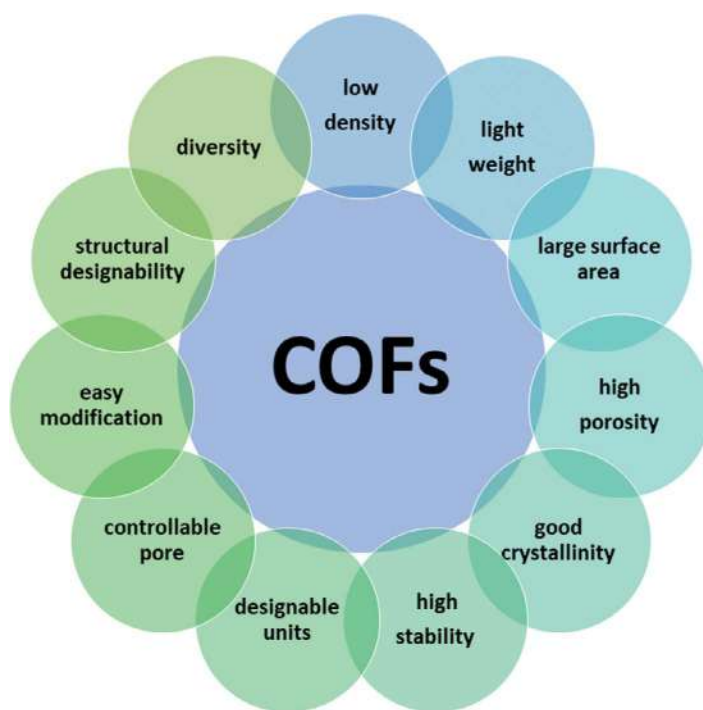 low
density
light
weight
large surface
area
high
porosity
good
crystallinity
high
stability
designable
units
controllable
pore
easy
modification
structural
designability
diversity
COFs